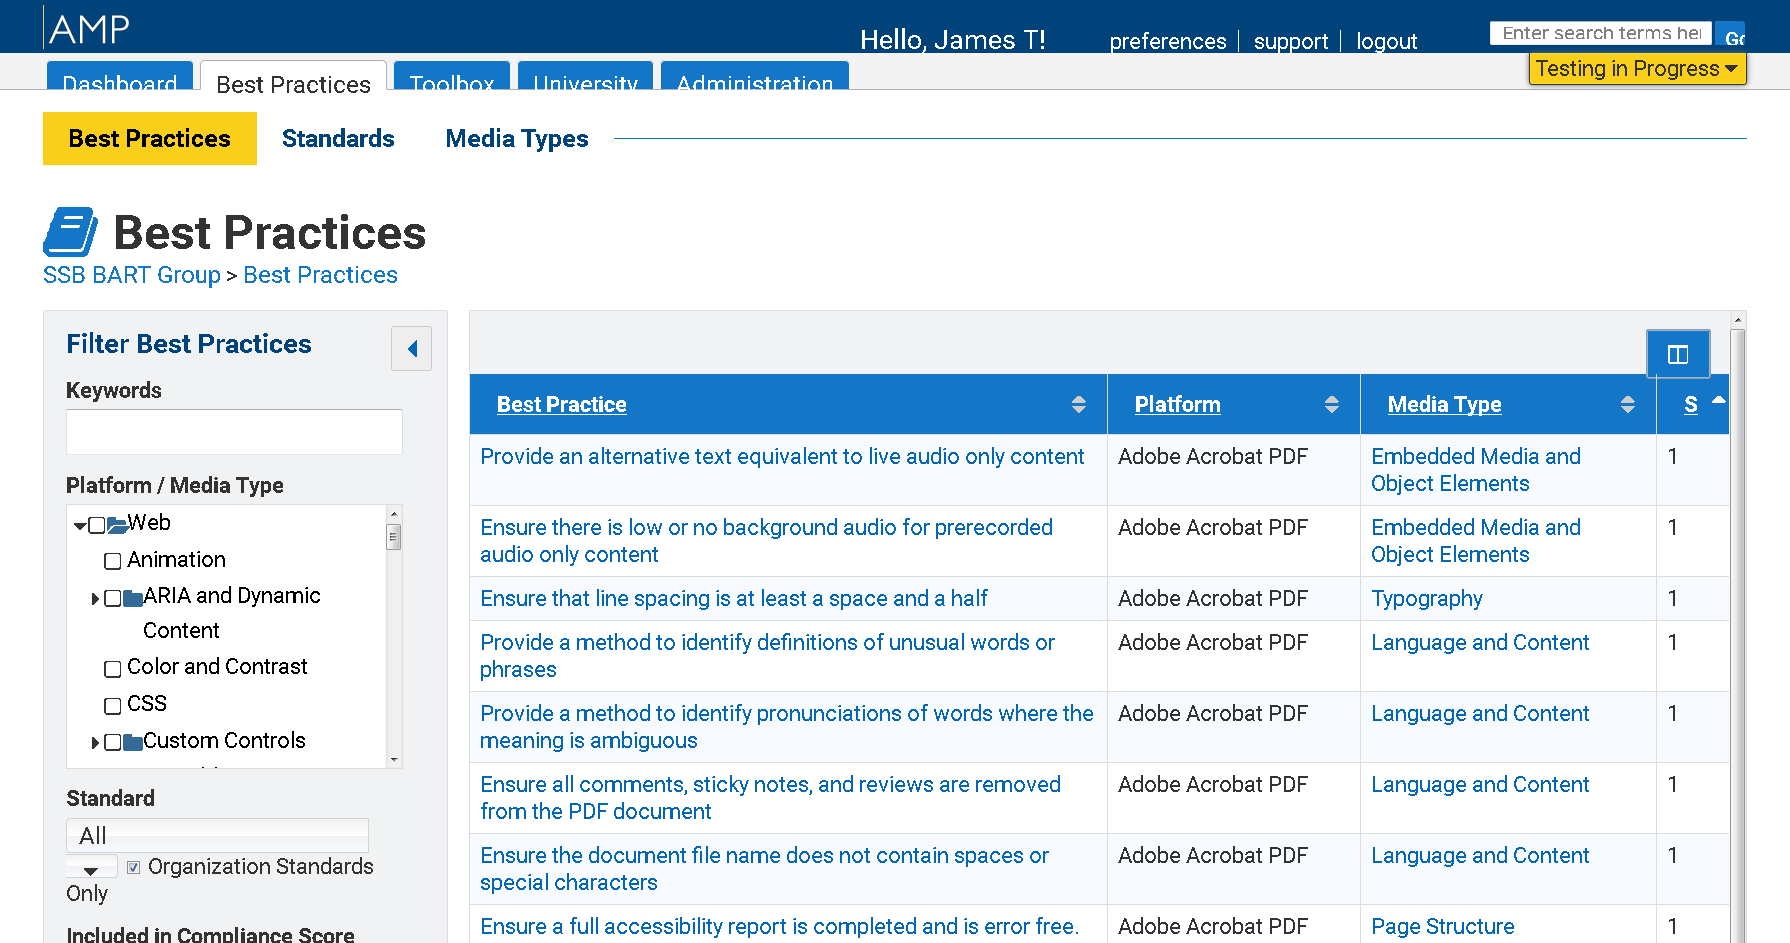 AMP
Hello, James T!
preferences
support
logout
Enter search terms her
Go
Testing in Progress
Dashboard
Best Practices
Toolbox
University
Administration
Best Practices
Standards
Media Types
Best Practices
SSB BART Group > Best Practices
Filter Best Practices
Keywords
Platform / Media Type
Web
Animation
ARIA and Dynamic
Content
Color and Contrast
CSS
Custom Controls
Standard
All
Organization Standards
Only
Included in Compliance Score
Best Practice
Platform
Media Type
S
Provide an alternative text equivalent to live audio only content
Adobe Acrobat PDF
Embedded Media and
Object Elements
1
Ensure there is low or no background audio for prerecorded
audio only content
Adobe Acrobat PDF
Embedded Media and
Object Elements
1
Ensure that line spacing is at least a space and a half
Adobe Acrobat PDF
Typography
1
Provide a method to identify definitions of unusual words or
phrases
Adobe Acrobat PDF
Language and Content
1
Provide a method to identify pronunciations of words where the
meaning is ambiguous
Adobe Acrobat PDF
Language and Content
1
Ensure all comments, sticky notes, and reviews are removed
from the PDF document
Adobe Acrobat PDF
Language and Content
1
Ensure the document file name does not contain spaces or
special characters
Adobe Acrobat PDF
Language and Content
1
Ensure a full accessibility report is completed and is error free.
Adobe Acrobat PDF
Page Structure
1